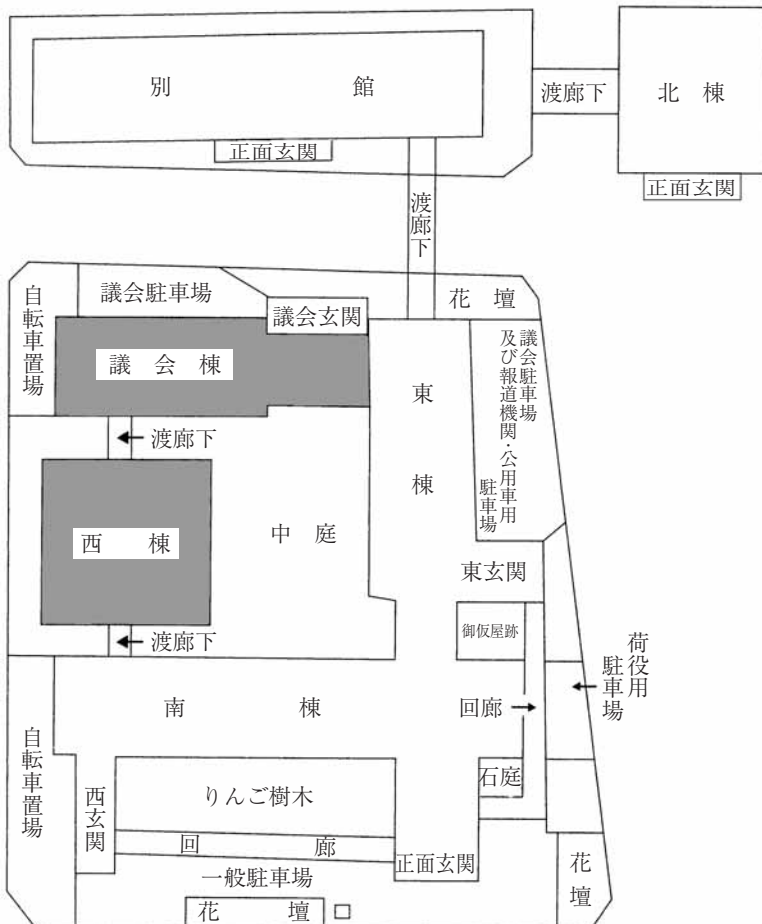 別館
渡廊下
北棟
正面玄関
正面玄関
渡廊下
自転車置場
議会駐車場
議会玄関
花壇
議会棟
東棟
議会駐車場
及び報道機関・公用車用
駐車場
渡廊下
西棟
中庭
東玄関
御仮屋跡
渡廊下
荷役用
駐車場
南棟
回廊
自転車置場
西玄関
りんご樹木
石庭
回廊
正面玄関
一般駐車場
花壇
花壇